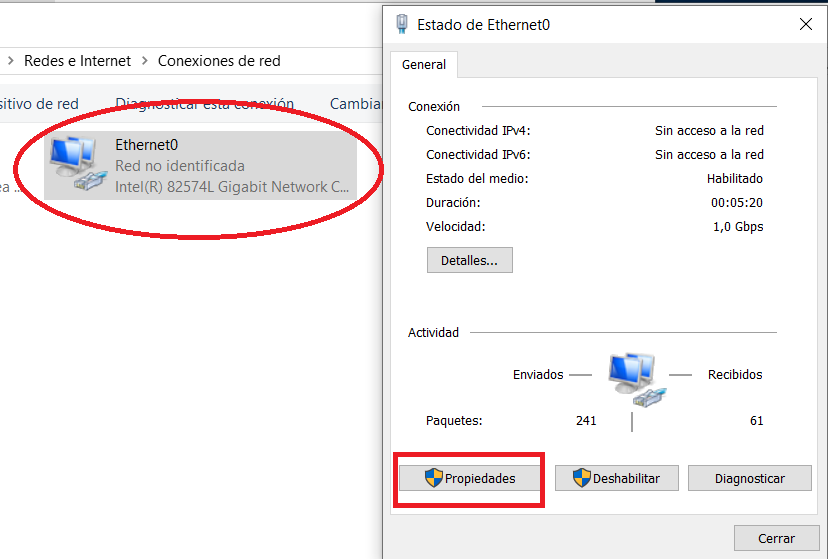 Redes e Internet > Conexiones de red
sitivo de red Diagnosticar esta conexión Cambiar
Ethernet0
Red no identificada
ea ... Intel(R) 82574L Gigabit Network C...
Estado de Ethernet0
General
Conexión
Conectividad IPv4: Sin acceso a la red
Conectividad IPv6: Sin acceso a la red
Estado del medio: Habilitado
Duración: 00:05:20
Velocidad: 1,0 Gbps
Detalles...
Actividad
Enviados Recibidos
Paquetes: 241 61
Propiedades Deshabilitar Diagnosticar
Cerrar